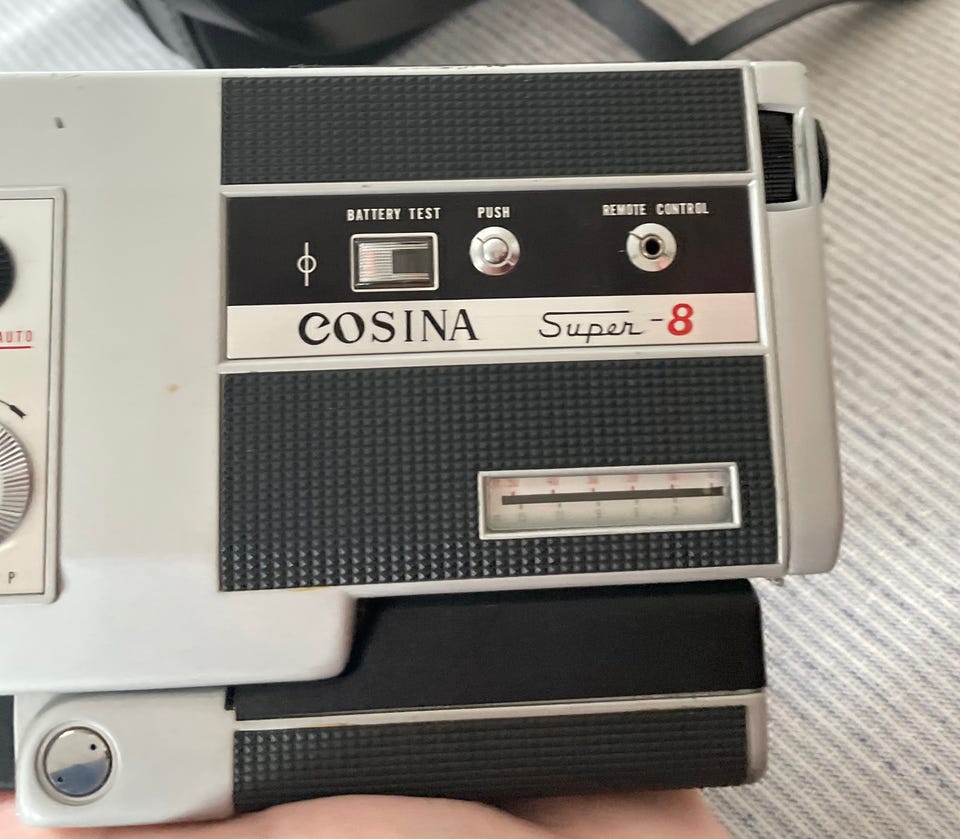 BATTERY TEST
PUSH
REMOTE CONTROL
COSINA
Super-8
AUTO
P